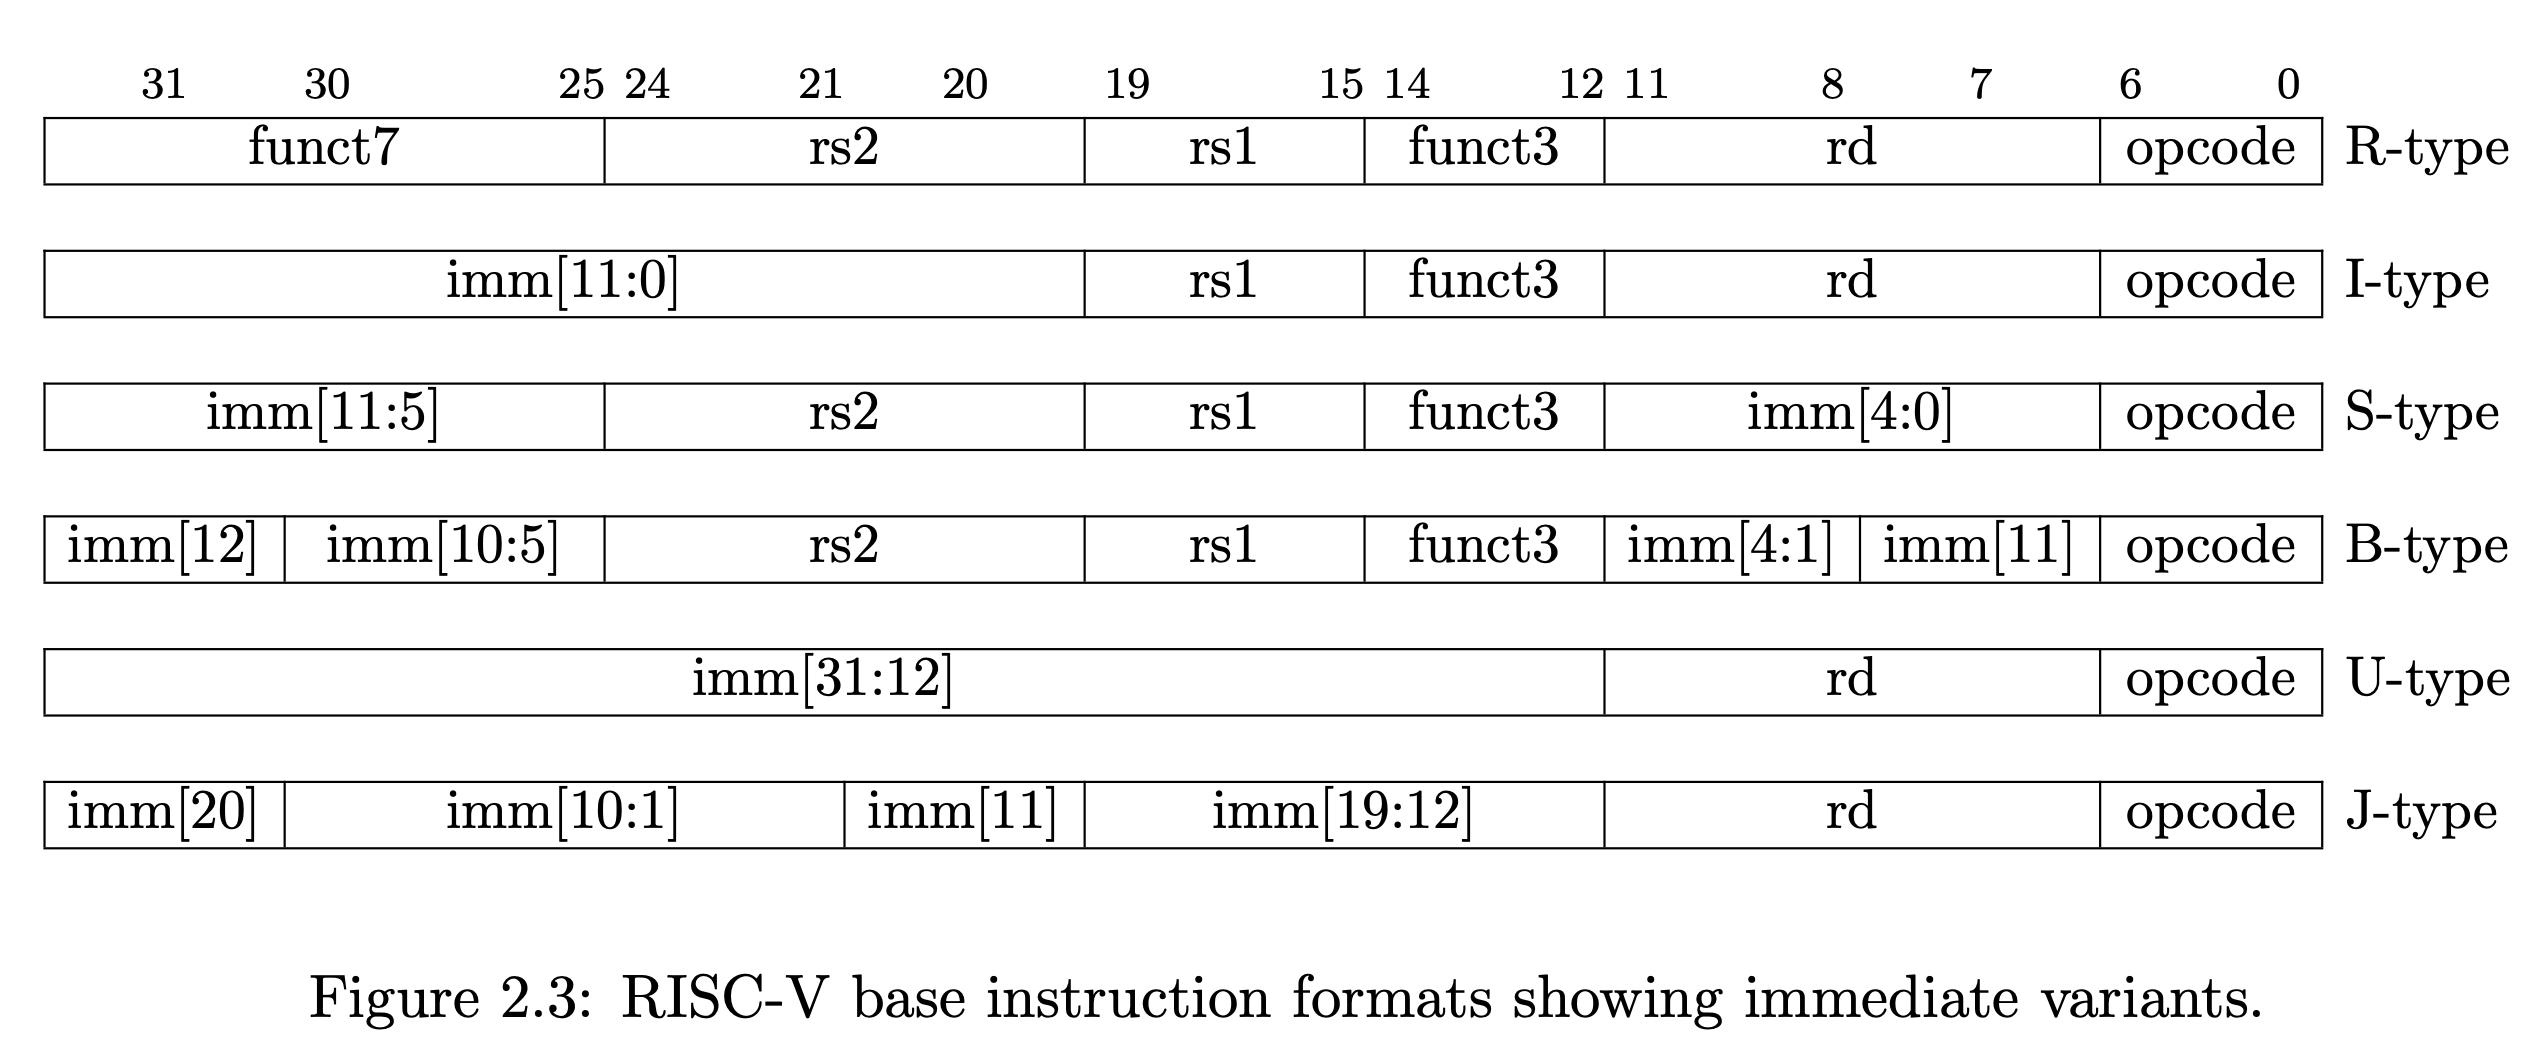 31 30 25 24 21 20 19 15 14 12 11 8 7 6 0
funct7 rs2 rs1 funct3 rd opcode R-type
imm[11:0] rs1 funct3 rd opcode I-type
imm[11:5] rs2 rs1 funct3 imm[4:0] opcode S-type
imm[12] imm[10:5] rs2 rs1 funct3 imm[4:1] imm[11] opcode B-type
imm[31:12] rd opcode U-type
imm[20] imm[10:1] imm[11] imm[19:12] rd opcode J-type
Figure 2.3: RISC-V base instruction formats showing immediate variants.